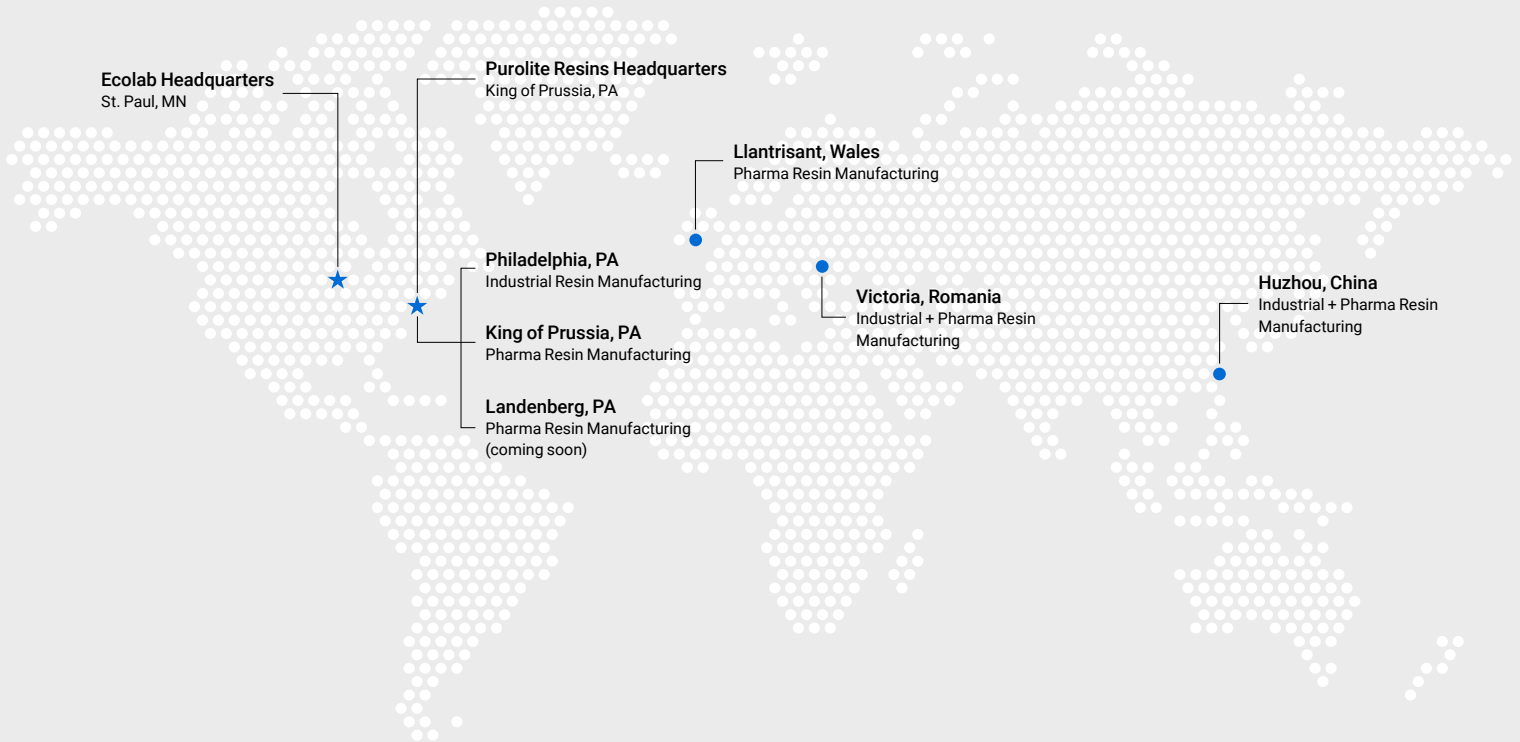 Ecolab Headquarters
St. Paul, MN
Purolite Resins Headquarters
King of Prussia, PA
Llantrisant, Wales
Pharma Resin Manufacturing
Philadelphia, PA
Industrial Resin Manufacturing
King of Prussia, PA
Pharma Resin Manufacturing
Landenberg, PA
Pharma Resin Manufacturing
(coming soon)
Victoria, Romania
Industrial + Pharma Resin
Manufacturing
Huzhou, China
Industrial + Pharma Resin
Manufacturing